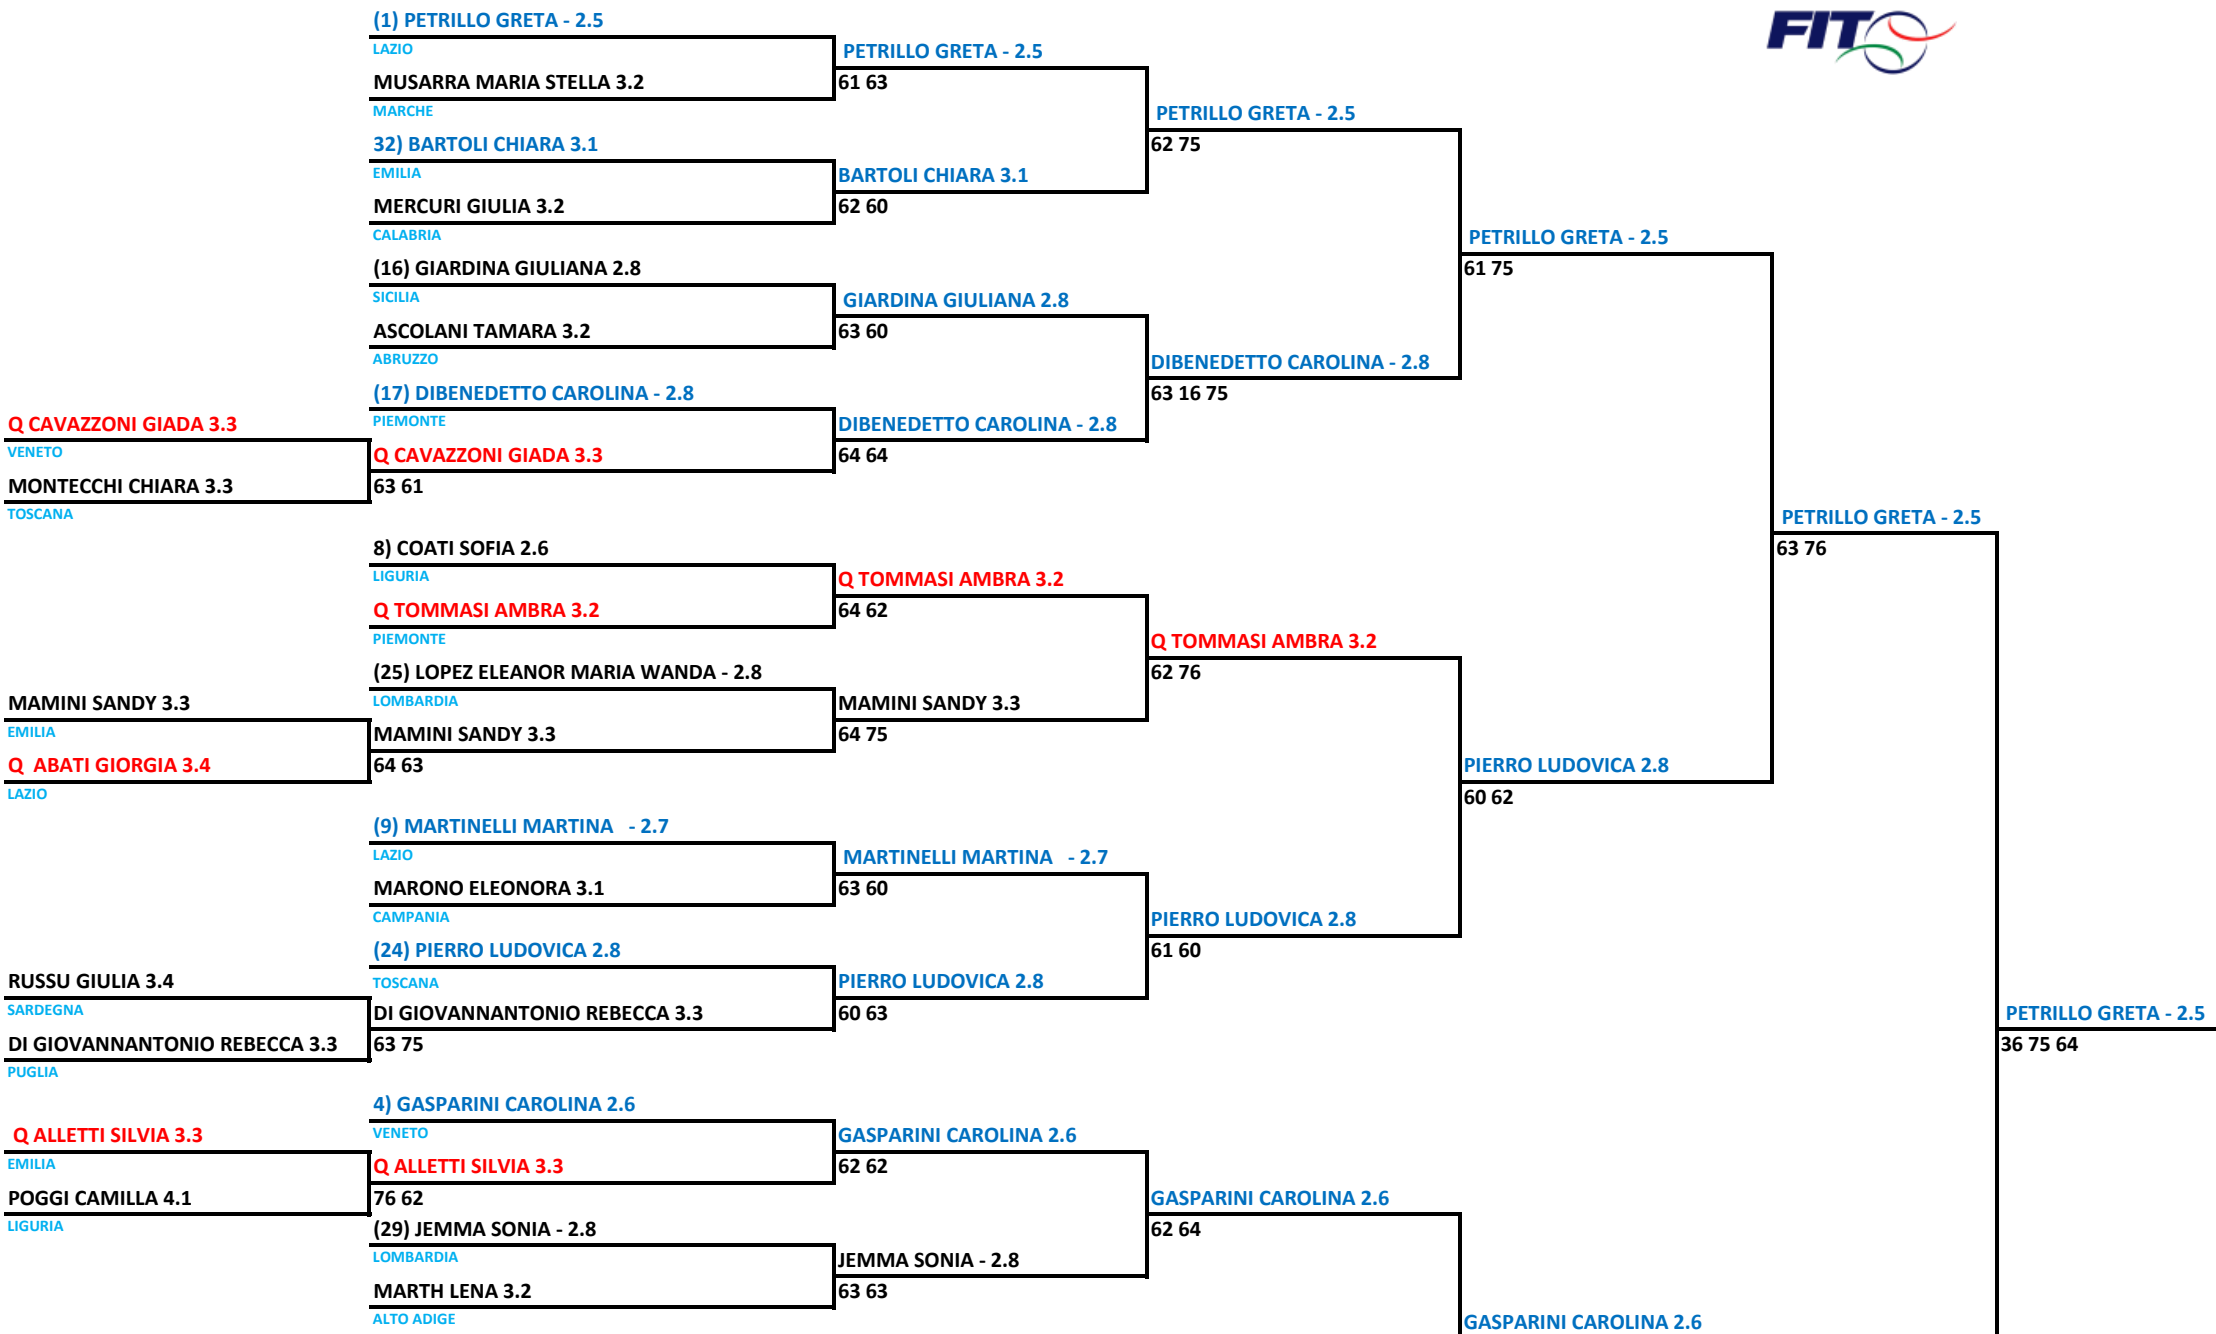 FIT
(1) PETRILLO GRETA - 2.5
LAZIO
PETRILLO GRETA - 2.5
MUSARRA MARIA STELLA 3.2
61 63
MARCHE
PETRILLO GRETA - 2.5
32) BARTOLI CHIARA 3.1
62 75
EMILIA
BARTOLI CHIARA 3.1
MERCURI GIULIA 3.2
62 60
CALABRIA
PETRILLO GRETA - 2.5
(16) GIARDINA GIULIANA 2.8
61 75
SICILIA
GIARDINA GIULIANA 2.8
ASCOLANI TAMARA 3.2
63 60
ABRUZZO
DIBENEDETTO CAROLINA - 2.8
(17) DIBENEDETTO CAROLINA - 2.8
63 16 75
Q CAVAZZONI GIADA 3.3
PIEMONTE
DIBENEDETTO CAROLINA - 2.8
VENETO
Q CAVAZZONI GIADA 3.3
64 64
MONTECCHI CHIARA 3.3
63 61
TOSCANA
PETRILLO GRETA - 2.5
8) COATI SOFIA 2.6
63 76
LIGURIA
Q TOMMASI AMBRA 3.2
Q TOMMASI AMBRA 3.2
64 62
PIEMONTE
Q TOMMASI AMBRA 3.2
(25) LOPEZ ELEANOR MARIA WANDA - 2.8
62 76
MAMINI SANDY 3.3
LOMBARDIA
MAMINI SANDY 3.3
EMILIA
MAMINI SANDY 3.3
64 75
Q ABATI GIORGIA 3.4
64 63
PIERRO LUDOVICA 2.8
LAZIO
60 62
(9) MARTINELLI MARTINA - 2.7
LAZIO
MARTINELLI MARTINA - 2.7
MARONO ELEONORA 3.1
63 60
CAMPANIA
PIERRO LUDOVICA 2.8
(24) PIERRO LUDOVICA 2.8
61 60
RUSSU GIULIA 3.4
TOSCANA
PIERRO LUDOVICA 2.8
SARDEGNA
DI GIOVANNANTONIO REBECCA 3.3
60 63
PETRILLO GRETA - 2.5
DI GIOVANNANTONIO REBECCA 3.3
63 75
36 75 64
PUGLIA
4) GASPARINI CAROLINA 2.6
Q ALLETTI SILVIA 3.3
VENETO
GASPARINI CAROLINA 2.6
EMILIA
Q ALLETTI SILVIA 3.3
62 62
POGGI CAMILLA 4.1
76 62
GASPARINI CAROLINA 2.6
LIGURIA
(29) JEMMA SONIA - 2.8
62 64
LOMBARDIA
JEMMA SONIA - 2.8
MARTH LENA 3.2
63 63
ALTO ADIGE
GASPARINI CAROLINA 2.6